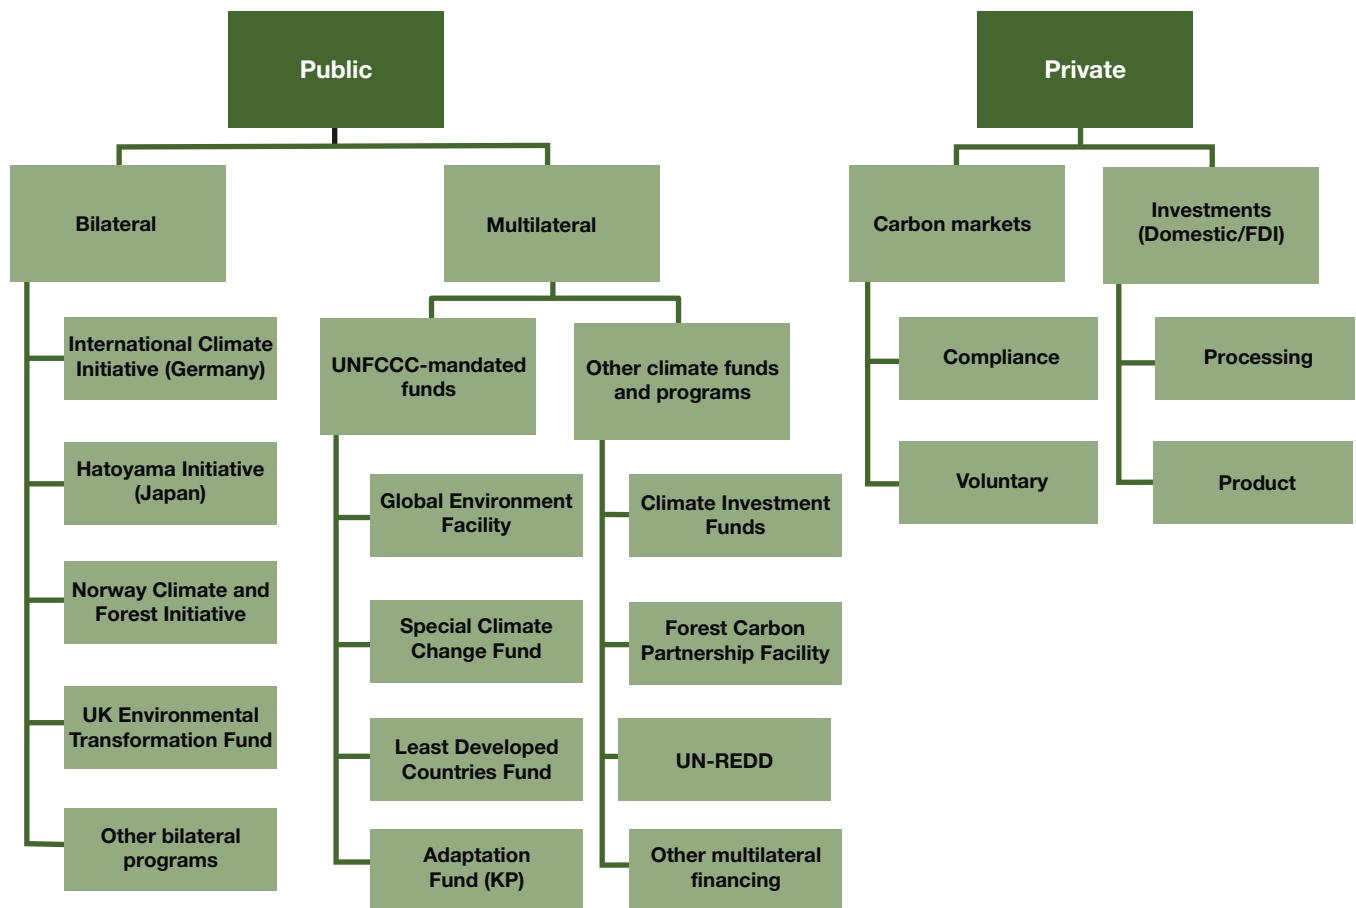 Public
Private
Bilateral
Multilateral
Carbon markets
Investments
(Domestic/FDI)
International Climate
Initiative (Germany)
Hatoyama Initiative
(Japan)
Norway Climate and
Forest Initiative
UK Environmental
Transformation Fund
Other bilateral
programs
UNFCCC-mandated
funds
Global Environment
Facility
Special Climate
Change Fund
Least Developed
Countries Fund
Adaptation
Fund (KP)
Other climate funds
and programs
Climate Investment
Funds
Forest Carbon
Partnership Facility
UN-REDD
Other multilateral
financing
Compliance
Voluntary
Processing
Product